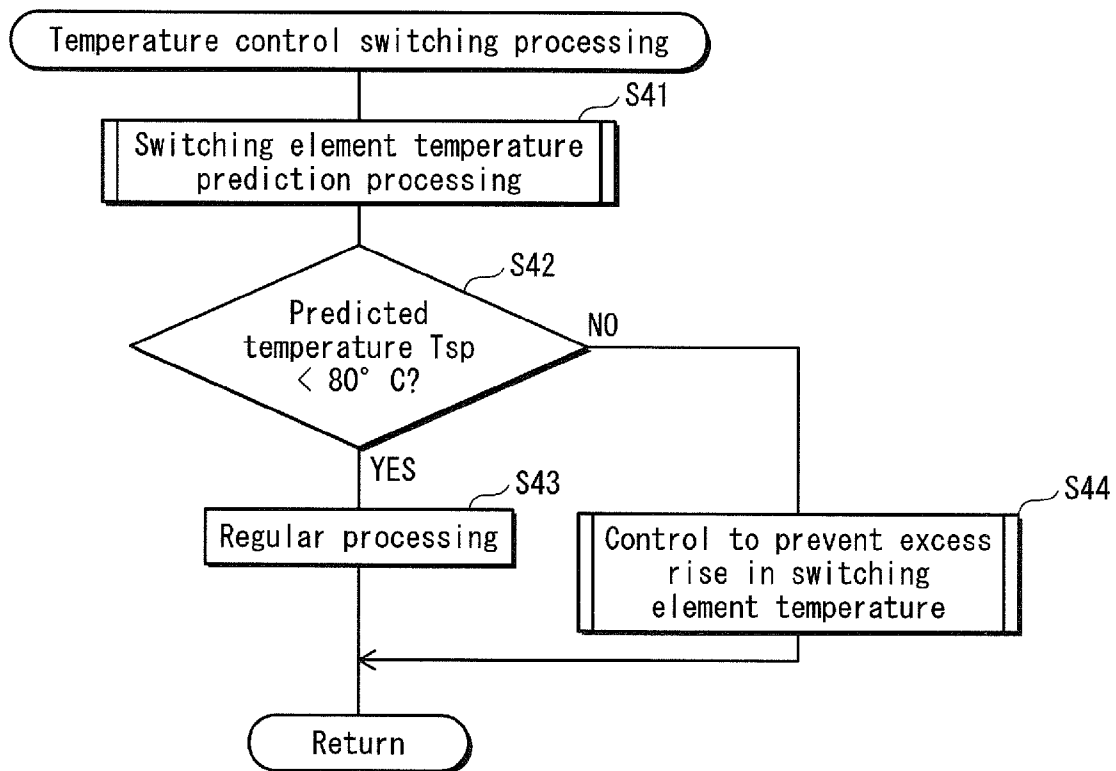 Temperature control switching processing
S41
Switching element temperature
prediction processing
S42
Predicted
temperature Tsp
< 80° C?
NO
YES
S43
Regular processing
S44
Control to prevent excess
rise in switching
element temperature
Return